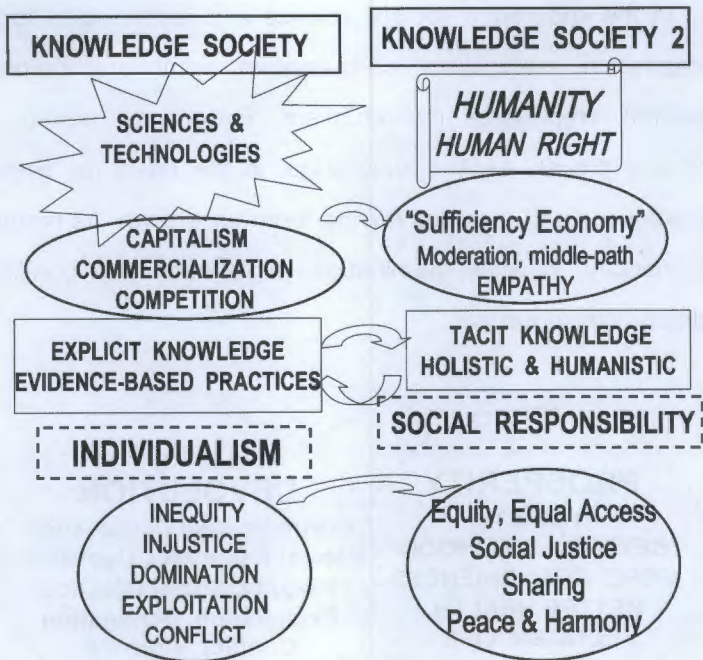 KNOWLEDGE SOCIETY
SCIENCES &
TECHNOLOGIES
CAPITALISM
COMMERCIALIZATION
COMPETITION
EXPLICIT KNOWLEDGE
EVIDENCE-BASED PRACTICES
INDIVIDUALISM
INEQUITY
INJUSTICE
DOMINATION
EXPLOITATION
CONFLICT
KNOWLEDGE SOCIETY 2
HUMANITY
HUMAN RIGHT
"Sufficiency Economy"
Moderation, middle-path
EMPATHY
TACIT KNOWLEDGE
HOLISTIC & HUMANISTIC
SOCIAL RESPONSIBILITY
Equity, Equal Access
Social Justice
Sharing
Peace & Harmony